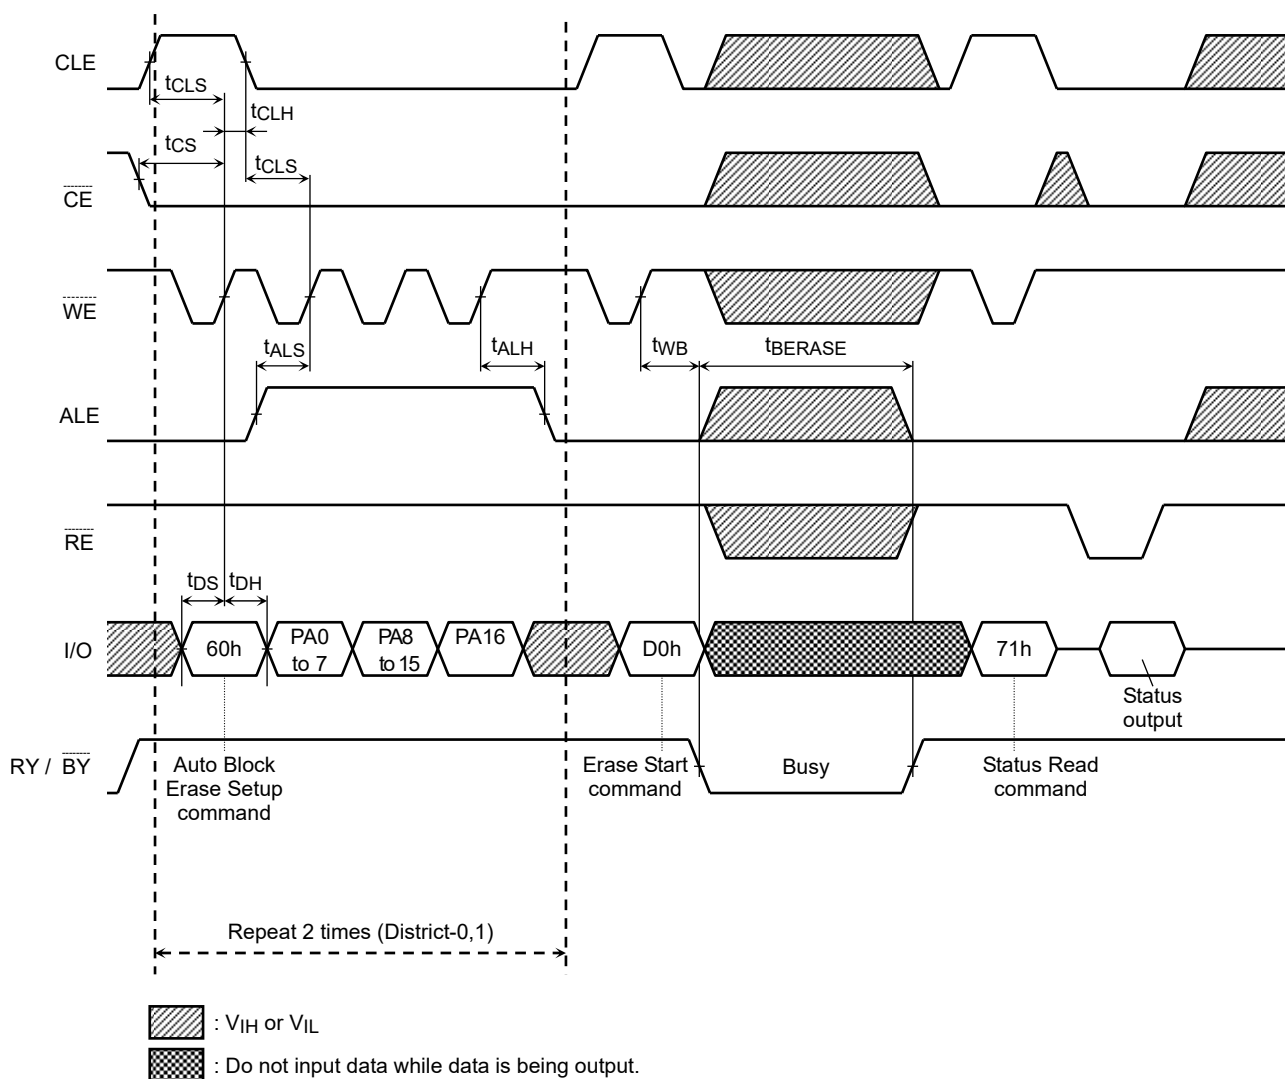 CLE
tCLS
tCLH
tCS
tCLS
CE
WE
tALS
tALH
tWB
tBERASE
ALE
RE
tDS
tDH
I/O
60h
PA0
to 7
PA8
to 15
PA16
D0h
71h
Status
output
RY / BY
Auto Block
Erase Setup
command
Erase Start
command
Busy
Status Read
command
Repeat 2 times (District-0,1)
: VIH or VIL
: Do not input data while data is being output.